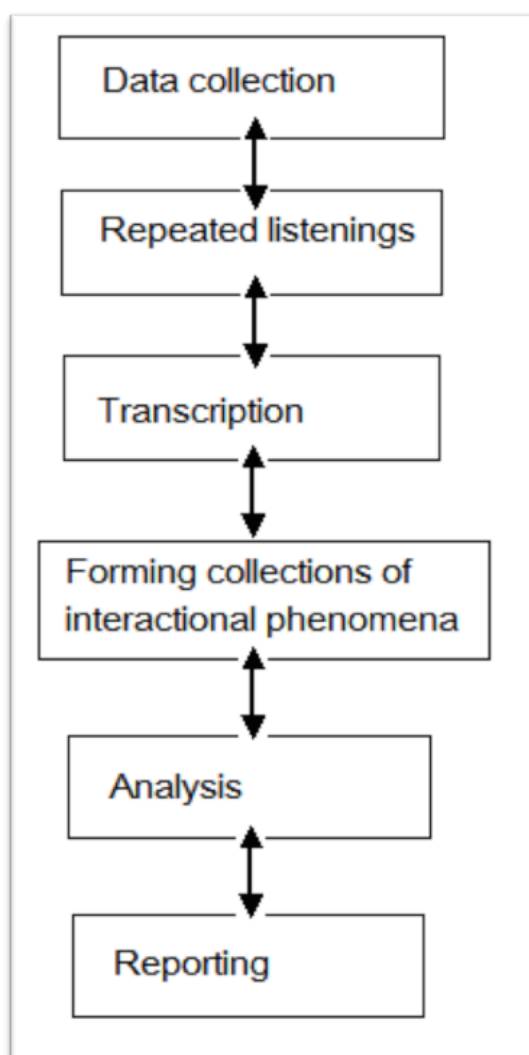 Data collection
Repeated listenings
Transcription
Forming collections of
interactional phenomena
Analysis
Reporting